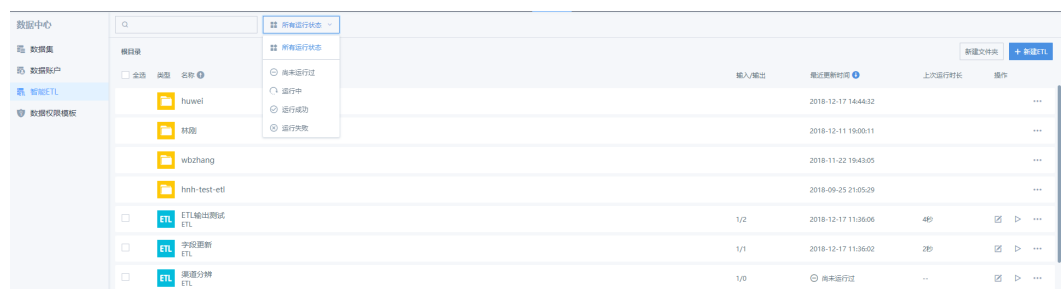 数据中心
所有运行状态
数据集
数据账户
智能ETL
数据权限模板
所有运行状态
尚未运行过
运行中
运行成功
运行失败
根目录
新建文件夹
+ 新建ETL
全选 类型 名称 输入/输出 最近更新时间 上次运行时长 操作
huwei 2018-12-17 14:44:32
林刚 2018-12-11 19:00:11
wbzhang 2018-11-22 19:43:05
hnh-test-etl 2018-09-25 21:05:29
ETL ETL输出测试 1/2 2018-12-17 11:36:06 4秒
ETL
ETL 字段更新 1/1 2018-12-17 11:36:02 2秒
ETL
ETL 渠道分辨 1/0 尚未运行过 --
ETL